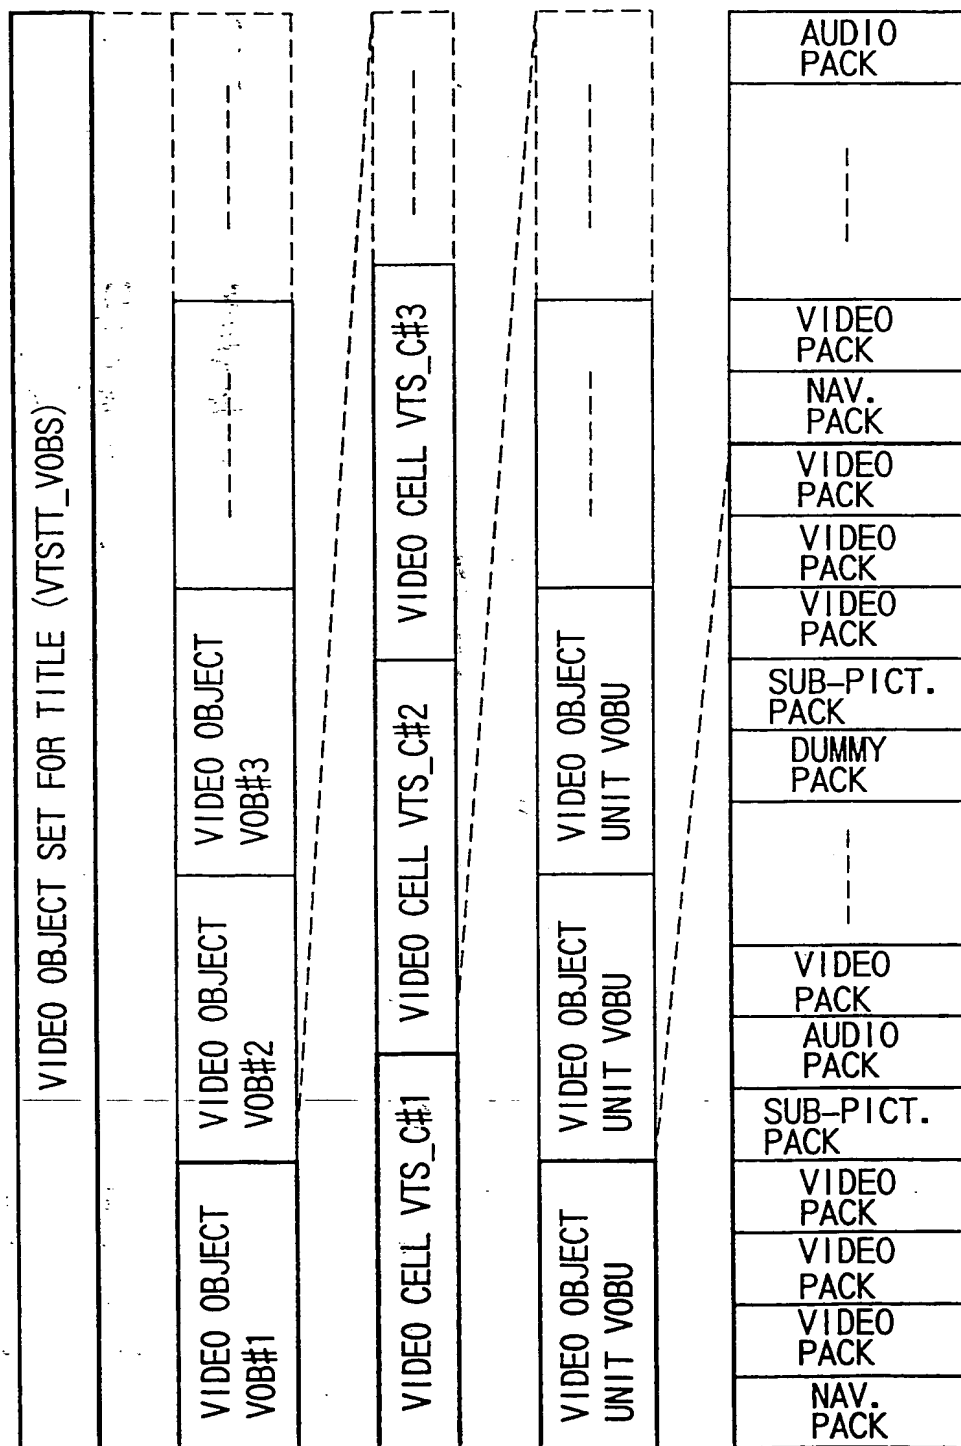 VIDEO OBJECT SET FOR TITLE (VTSTT_VOBS)
VIDEO OBJECT
VOB#1
VIDEO OBJECT
VOB#2
VIDEO OBJECT
VOB#3
VIDEO CELL VTS_C#1
VIDEO CELL VTS_C#2
VIDEO CELL VTS_C#3
VIDEO OBJECT
UNIT VOBU
VIDEO OBJECT
UNIT VOBU
VIDEO OBJECT
UNIT VOBU
AUDIO
PACK
VIDEO
PACK
NAV.
PACK
VIDEO
PACK
VIDEO
PACK
VIDEO
PACK
SUB-PICT.
PACK
DUMMY
PACK
VIDEO
PACK
AUDIO
PACK
SUB-PICT.
PACK
VIDEO
PACK
VIDEO
PACK
VIDEO
PACK
NAV.
PACK